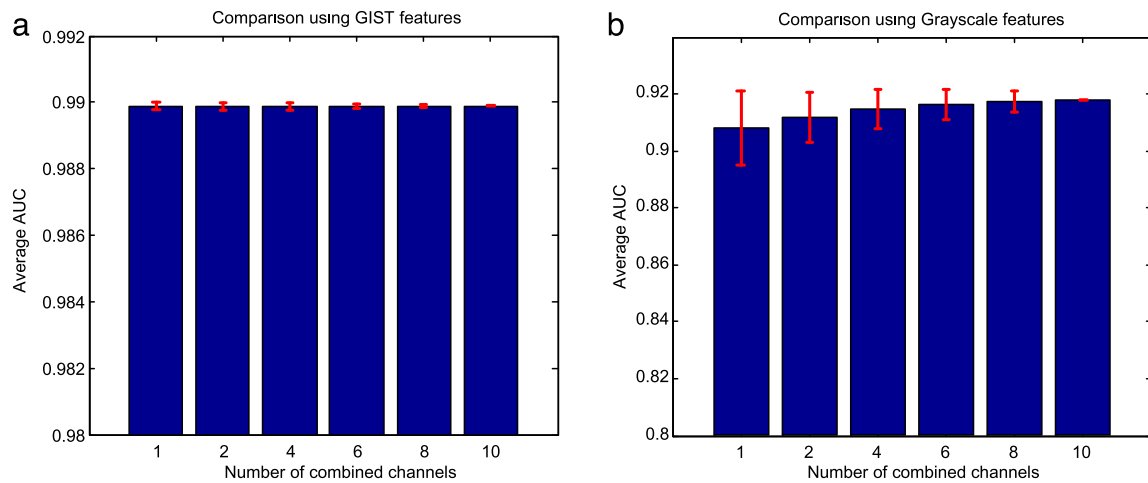 a
Comparison using GIST features
0.992
0.99
0.988
0.986
0.984
0.982
0.98
Average AUC
1 2 4 6 8 10
Number of combined channels
b
Comparison using Grayscale features
0.92
0.9
0.88
0.86
0.84
0.82
0.8
Average AUC
1 2 4 6 8 10
Number of combined channels